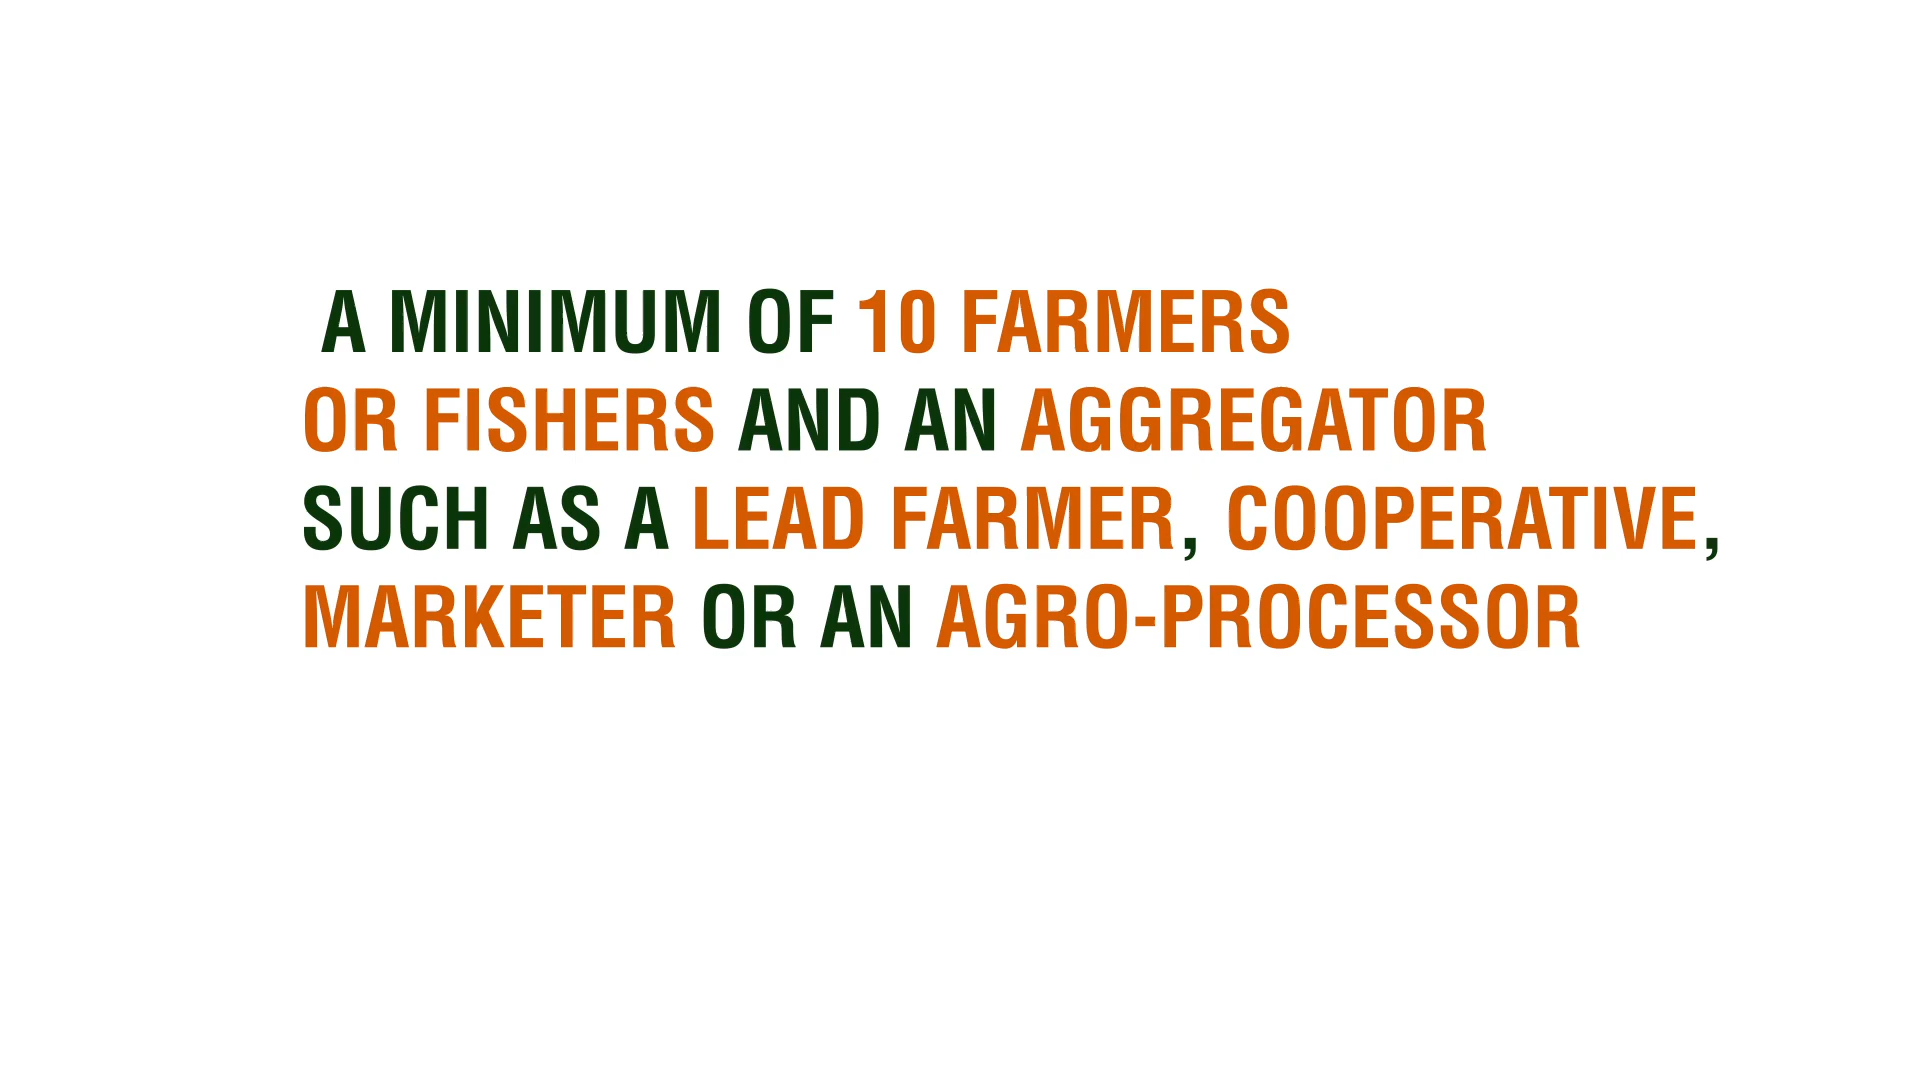 A MINIMUM OF 10 FARMERS
OR FISHERS AND AN AGGREGATOR
SUCH AS A LEAD FARMER, COOPERATIVE,
MARKETER OR AN AGRO-PROCESSOR